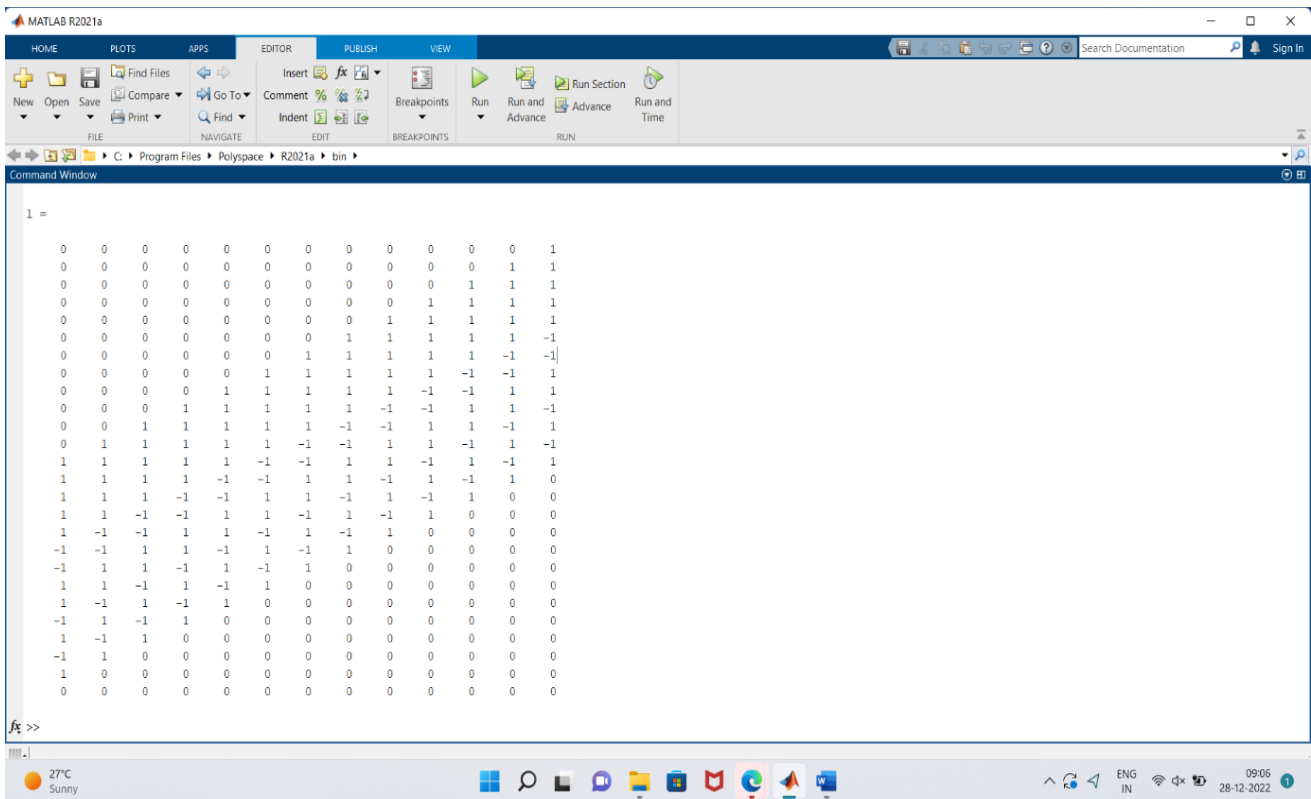 MATLAB R2021a
HOME PLOTS APPS EDITOR PUBLISH VIEW Search Documentation Sign In
Find Files Insert fx Run Section
New Open Save Compare Go To Comment % Breakpoints Run Run and Advance Run and
Print Find Indent Advance Time
FILE NAVIGATE EDIT BREAKPOINTS RUN
C: Program Files Polyspace R2021a bin
Command Window
l =
0 0 0 0 0 0 0 0 0 0 0 0 1
0 0 0 0 0 0 0 0 0 0 0 1 1
0 0 0 0 0 0 0 0 0 0 1 1 1
0 0 0 0 0 0 0 0 0 1 1 1 1
0 0 0 0 0 0 0 0 1 1 1 1 1
0 0 0 0 0 0 0 1 1 1 1 1 -1
0 0 0 0 0 0 1 1 1 1 1 -1 -1
0 0 0 0 0 1 1 1 1 1 -1 -1 1
0 0 0 0 1 1 1 1 1 -1 -1 1 1
0 0 0 1 1 1 1 1 -1 -1 1 1 -1
0 0 1 1 1 1 1 -1 -1 1 1 -1 1
0 1 1 1 1 1 -1 -1 1 1 -1 1 -1
1 1 1 1 1 -1 -1 1 1 -1 1 -1 1
1 1 1 1 -1 -1 1 1 -1 1 -1 1 0
1 1 1 -1 -1 1 1 -1 1 -1 1 0 0
1 1 -1 -1 1 1 -1 1 -1 1 0 0 0
1 -1 -1 1 1 -1 1 -1 1 0 0 0 0
-1 -1 1 1 -1 1 -1 1 0 0 0 0 0
-1 1 1 -1 1 -1 1 0 0 0 0 0 0
1 1 -1 1 -1 1 0 0 0 0 0 0 0
1 -1 1 -1 1 0 0 0 0 0 0 0 0
-1 1 -1 1 0 0 0 0 0 0 0 0 0
1 -1 1 0 0 0 0 0 0 0 0 0 0
-1 1 0 0 0 0 0 0 0 0 0 0 0
1 0 0 0 0 0 0 0 0 0 0 0 0
0 0 0 0 0 0 0 0 0 0 0 0 0
fx >>
27°C ENG 09:06
Sunny IN 28-12-2022 1